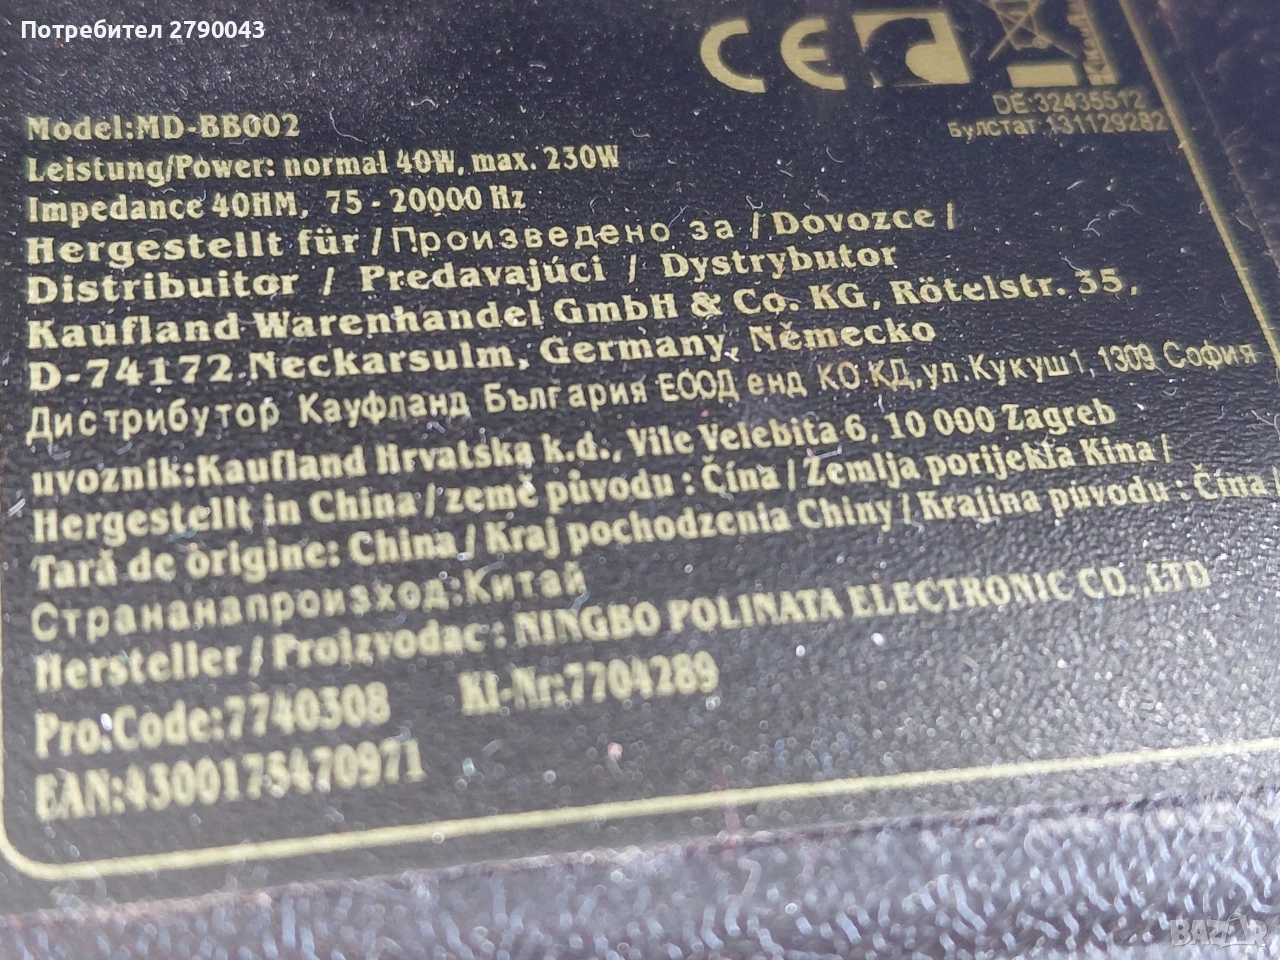 Потребител 2790043
CE
DE:32435512
Булстат:131129282
Model:MD-BB002
Leistung/Power: normal 40W, max. 230W
Impedance 4OHM, 75 - 20000 Hz
Hergestellt für / Произведено за / Dovozce /
Distribuitor / Predavajúci / Dystrybutor
Kaufland Warenhandel GmbH & Co. KG, Rötelstr. 35,
D-74172 Neckarsulm, Germany, Německo
Дистрибутор Кауфланд България ЕООД енд КО КД,ул.Кукуш1, 1309 София
uvoznik:Kaufland Hrvatska k.d., Vile Velebita 6, 10 000 Zagreb
Hergestellt in China / země původu : Čína / Zemlja porijekla Kina /
Tară de origine: China / Kraj pochodzenia Chiny / Krajina původu : Čína /
Странанапроизход:Китай
Hersteller / Proizvodac : NINGBO POLINATA ELECTRONIC CO.,LTD
Pro:Code:7740308 KI-Nr:7704289
EAN:4300175470971
BAZAR